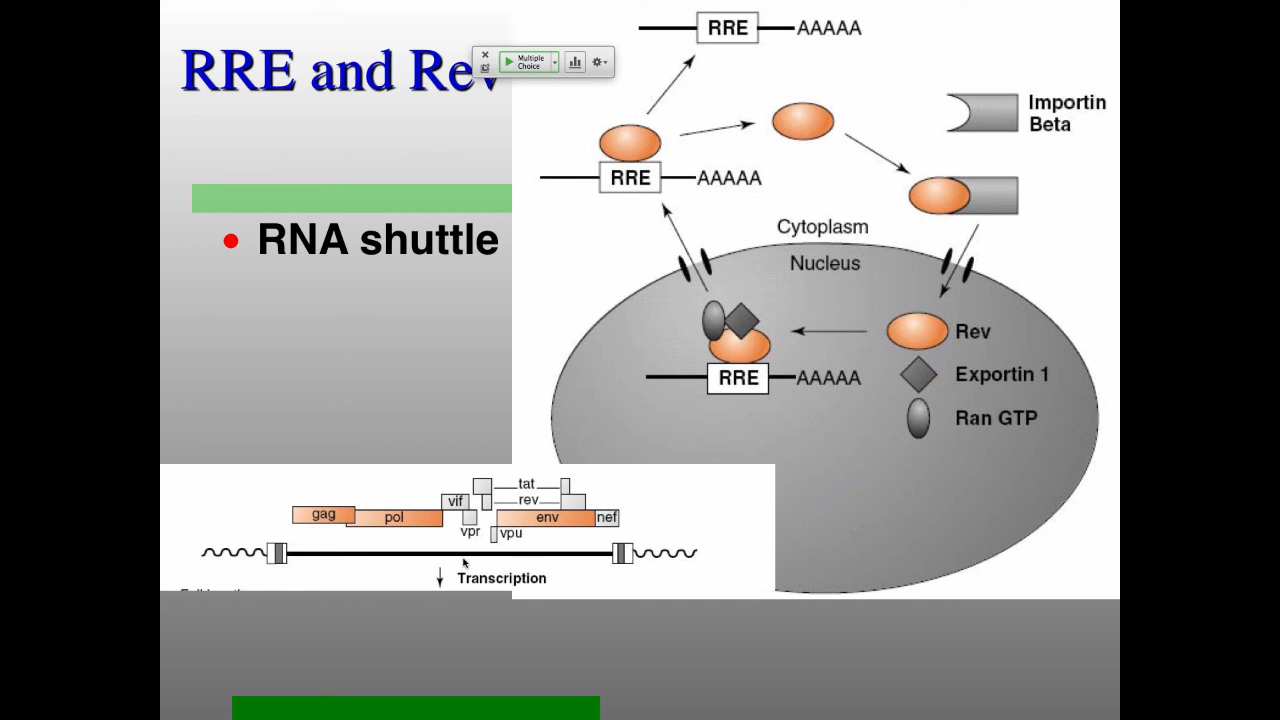 RRE and Rev
Multiple
Choice
RNA shuttle
RRE AAAAA
Importin
Beta
RRE AAAAA
Cytoplasm
Nucleus
Rev
Exportin 1
RRE AAAAA
Ran GTP
tat
vif rev
gag pol env nef
vpr vpu
Transcription